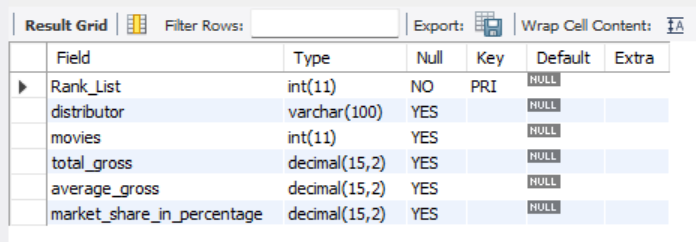 Result Grid Filter Rows: Export: Wrap Cell Content: IA
Field Type Null Key Default Extra
Rank_List int(11) NO PRI NULL
distributor varchar(100) YES NULL
movies int(11) YES NULL
total_gross decimal(15,2) YES NULL
average_gross decimal(15,2) YES NULL
market_share_in_percentage decimal(15,2) YES NULL